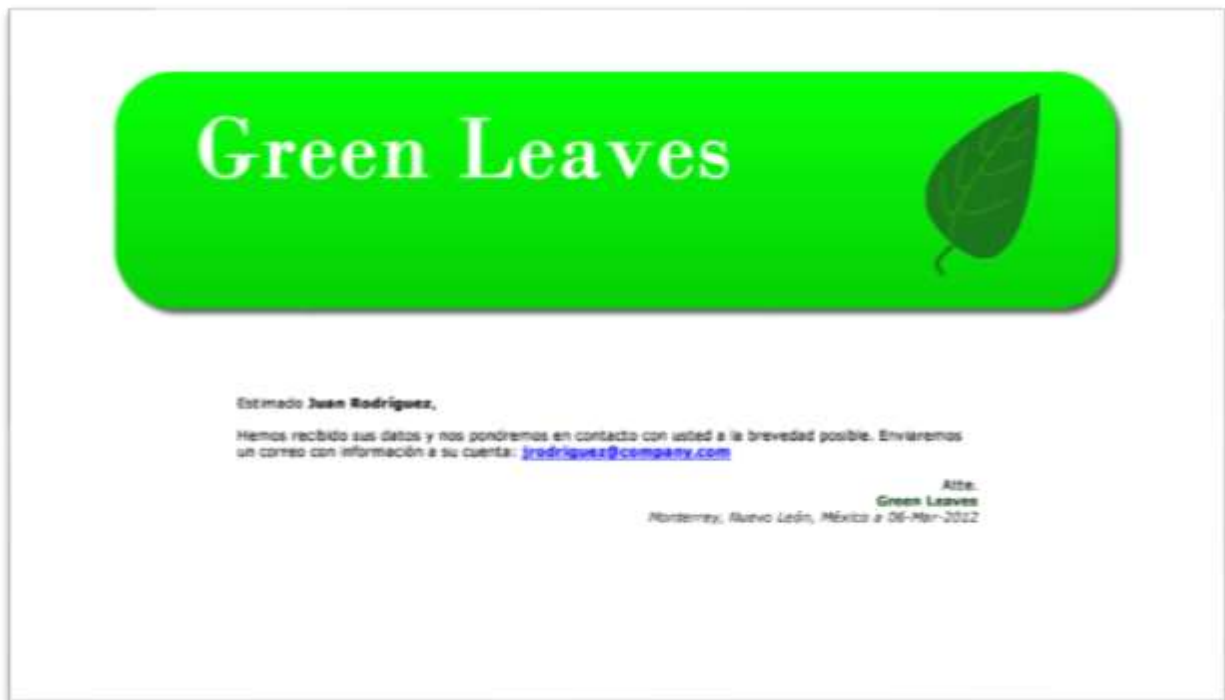 Green Leaves
Estimado Juan Rodríguez,
Hemos recibido sus datos y nos pondremos en contacto con usted a la brevedad posible. Enviaremos
un correo con información a su cuenta: jrodriguez@company.com
Atte.
Green Leaves
Monterrey, Nuevo León, México a 06-Mar-2012